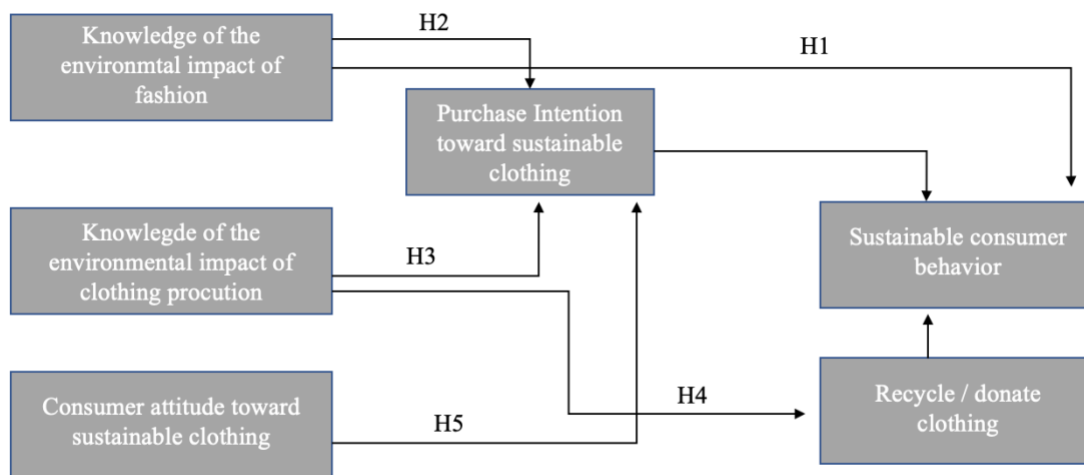 Knowledge of the
environmtal impact of
fashion
H2
H1
Purchase Intention
toward sustainable
clothing
Knowlegde of the
environmental impact of
clothing procution
H3
Sustainable consumer
behavior
Consumer attitude toward
sustainable clothing
H5
H4
Recycle / donate
clothing